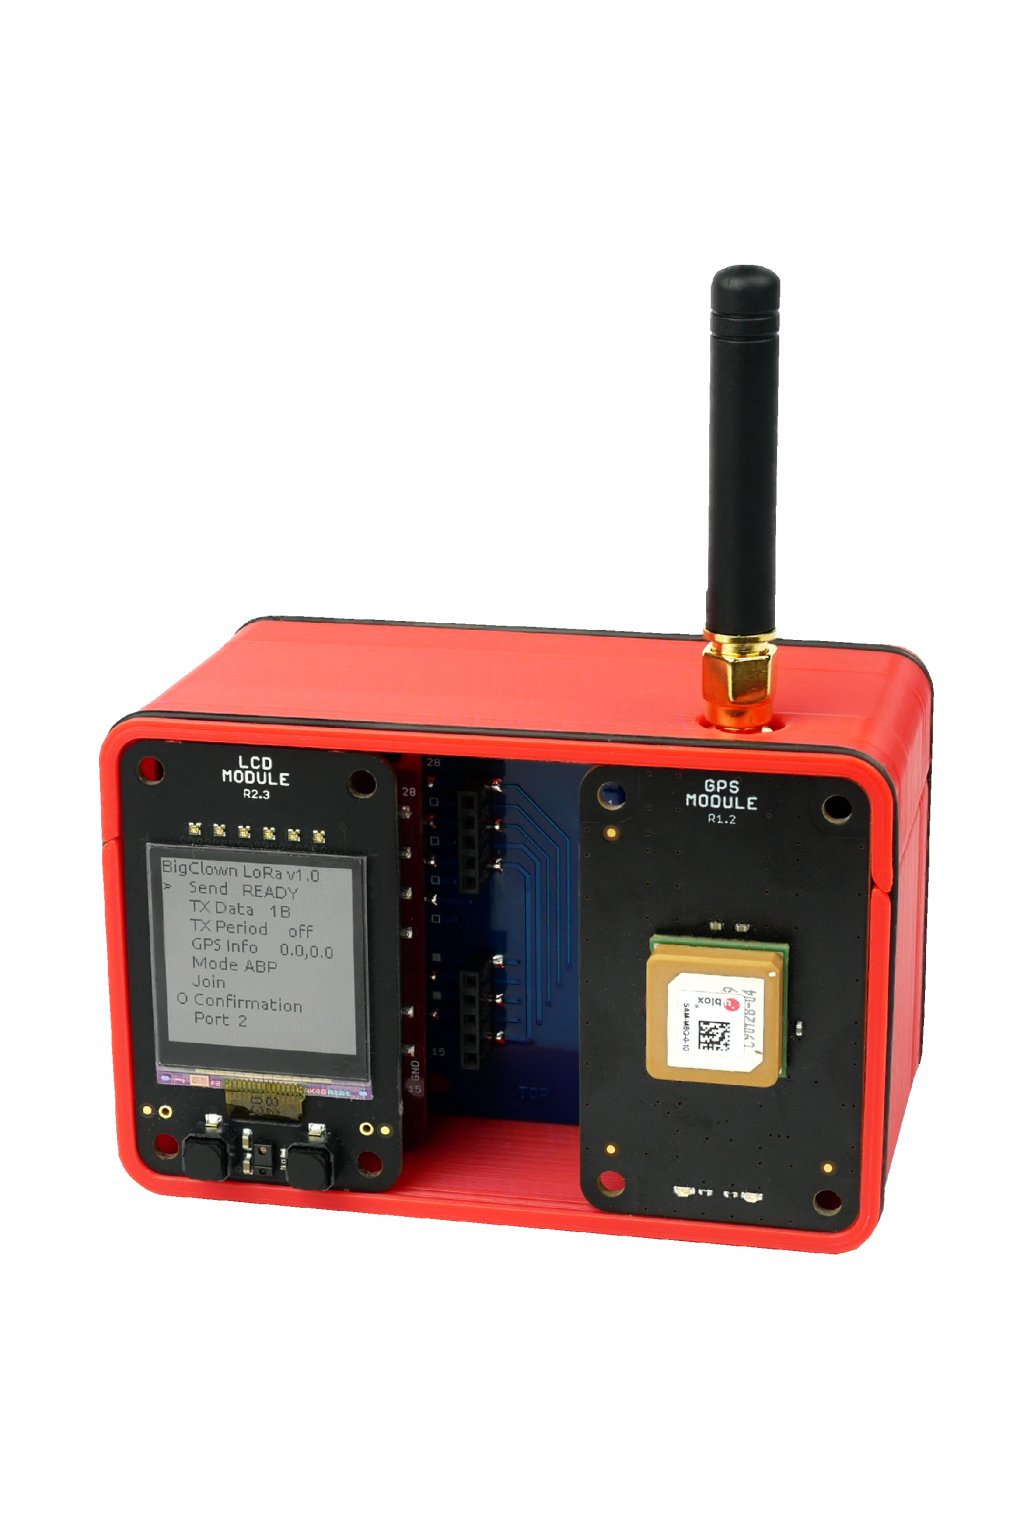 LCD
MODULE
R2.3
BigClown LoRa v1.0
> Send READY
TX Data 1B
TX Period off
GPS Info 0.0,0.0
Mode ABP
Join
Confirmation
Port 2
28
28
15
GND
15
TOP
GPS
MODULE
R1.2
blox
SAM-M8Q-0-10